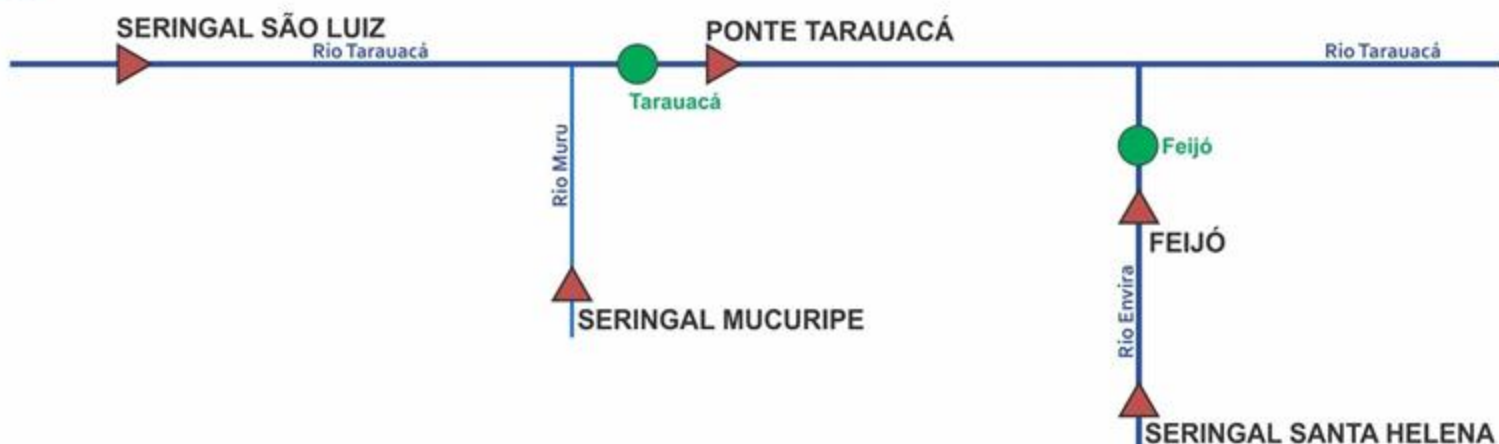 SERINGAL SÃO LUIZ
Rio Tarauacá
PONTE TARAUACÁ
Rio Tarauacá
Tarauacá
Rio Muru
Feijó
FEIJÓ
SERINGAL MUCURIPE
Rio Envira
SERINGAL SANTA HELENA